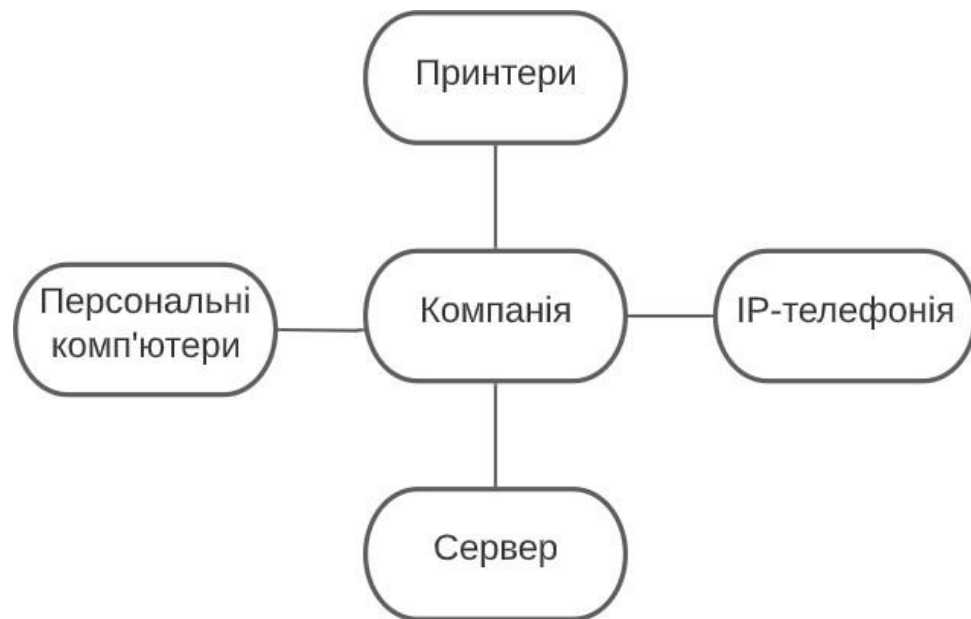 Принтери
Персональні
комп'ютери
Компанія
IP-телефонія
Сервер